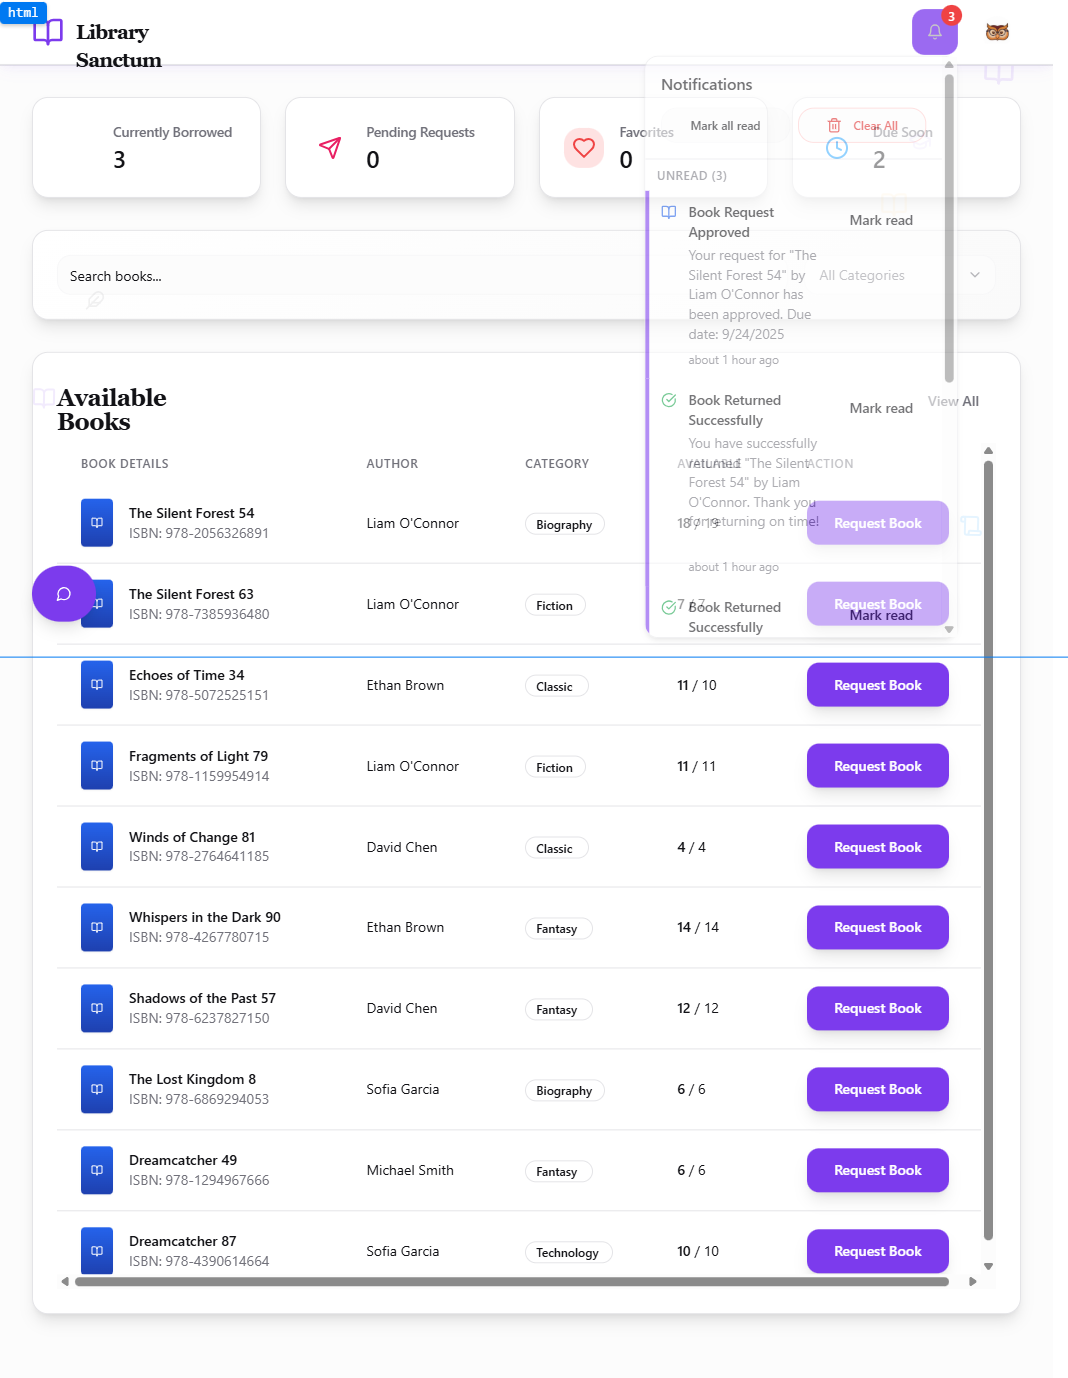 html
Library
Sanctum
3
Currently Borrowed
3
Pending Requests
0
Favorites
0
Due Soon
2
Notifications
Mark all read
Clear All
UNREAD (3)
Book Request
Approved
Mark read
Your request for "The
Silent Forest 54" by
Liam O'Connor has
been approved. Due
date: 9/24/2025
about 1 hour ago
Book Returned
Successfully
Mark read
You have successfully
returned "The Silent
Forest 54" by Liam
O'Connor. Thank you
for returning on time!
about 1 hour ago
Book Returned
Successfully
Mark read
Search books...
All Categories
Available
Books
View All
BOOK DETAILS
AUTHOR
CATEGORY
AVAILABLE
ACTION
The Silent Forest 54
ISBN: 978-2056326891
Liam O'Connor
Biography
18 / 19
Request Book
The Silent Forest 63
ISBN: 978-7385936480
Liam O'Connor
Fiction
7 / 7
Request Book
Echoes of Time 34
ISBN: 978-5072525151
Ethan Brown
Classic
11 / 10
Request Book
Fragments of Light 79
ISBN: 978-1159954914
Liam O'Connor
Fiction
11 / 11
Request Book
Winds of Change 81
ISBN: 978-2764641185
David Chen
Classic
4 / 4
Request Book
Whispers in the Dark 90
ISBN: 978-4267780715
Ethan Brown
Fantasy
14 / 14
Request Book
Shadows of the Past 57
ISBN: 978-6237827150
David Chen
Fantasy
12 / 12
Request Book
The Lost Kingdom 8
ISBN: 978-6869294053
Sofia Garcia
Biography
6 / 6
Request Book
Dreamcatcher 49
ISBN: 978-1294967666
Michael Smith
Fantasy
6 / 6
Request Book
Dreamcatcher 87
ISBN: 978-4390614664
Sofia Garcia
Technology
10 / 10
Request Book